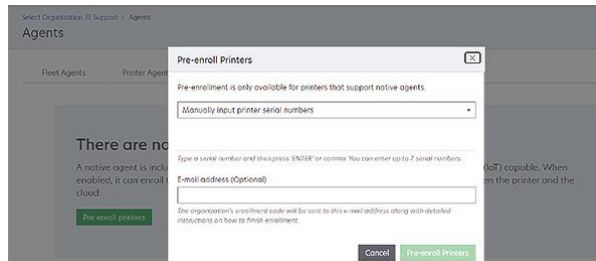 Select Organization: IT Support > Agents
Agents
Fleet Agents Printer Agent
Pre-enroll Printers
Pre-enrollment is only available for printers that support native agents.
Manually input printer serial numbers
Type a serial number and then press 'ENTER' or comma. You can enter up to 7 serial numbers.
E-mail address (Optional)
The organization's enrollment code will be sent to this e-mail address along with detailed
instructions on how to finish enrollment.
Cancel Pre-enroll Printers
There are no
A native agent is inclu (IoT) capable. When
enabled, it can enroll t en the printer and the
cloud.
Pre-enroll printers